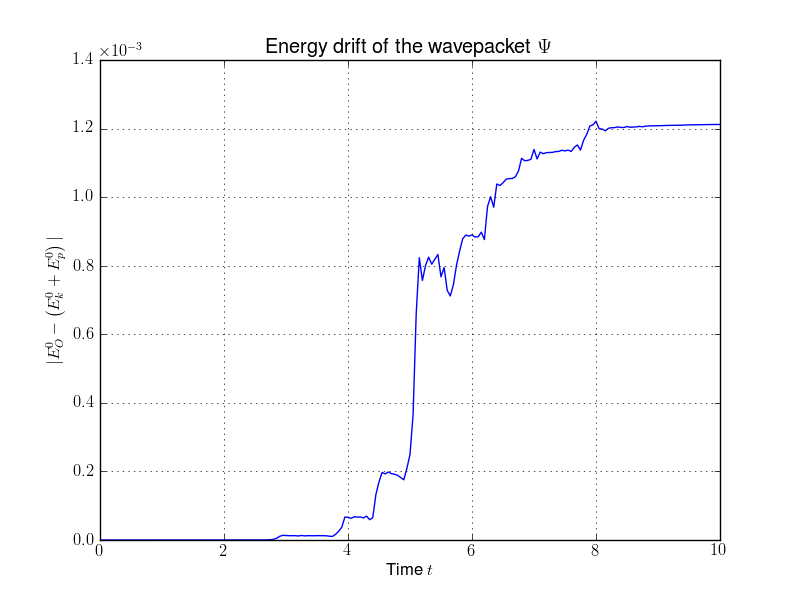 Energy drift of the wavepacket Ψ
×10⁻³
1.4
1.2
1.0
0.8
0.6
0.4
0.2
0.0
|E_O^0 − (E_k^0 + E_p^0) |
0 2 4 6 8 10
Time t